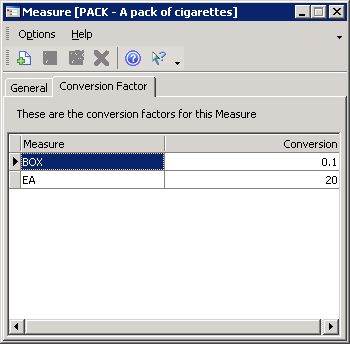 Measure [PACK - A pack of cigarettes]
Options Help
General Conversion Factor
These are the conversion factors for this Measure
Measure Conversion
BOX 0.1
EA 20